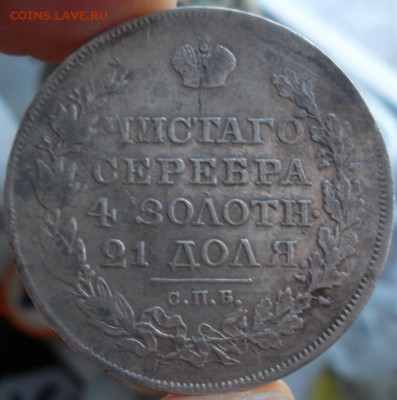 COINS.LAVE.RU
ЧИСТАГО
СЕРЕБРА
4 ЗОЛОТН.
21 ДОЛЯ.
С.П.Б.